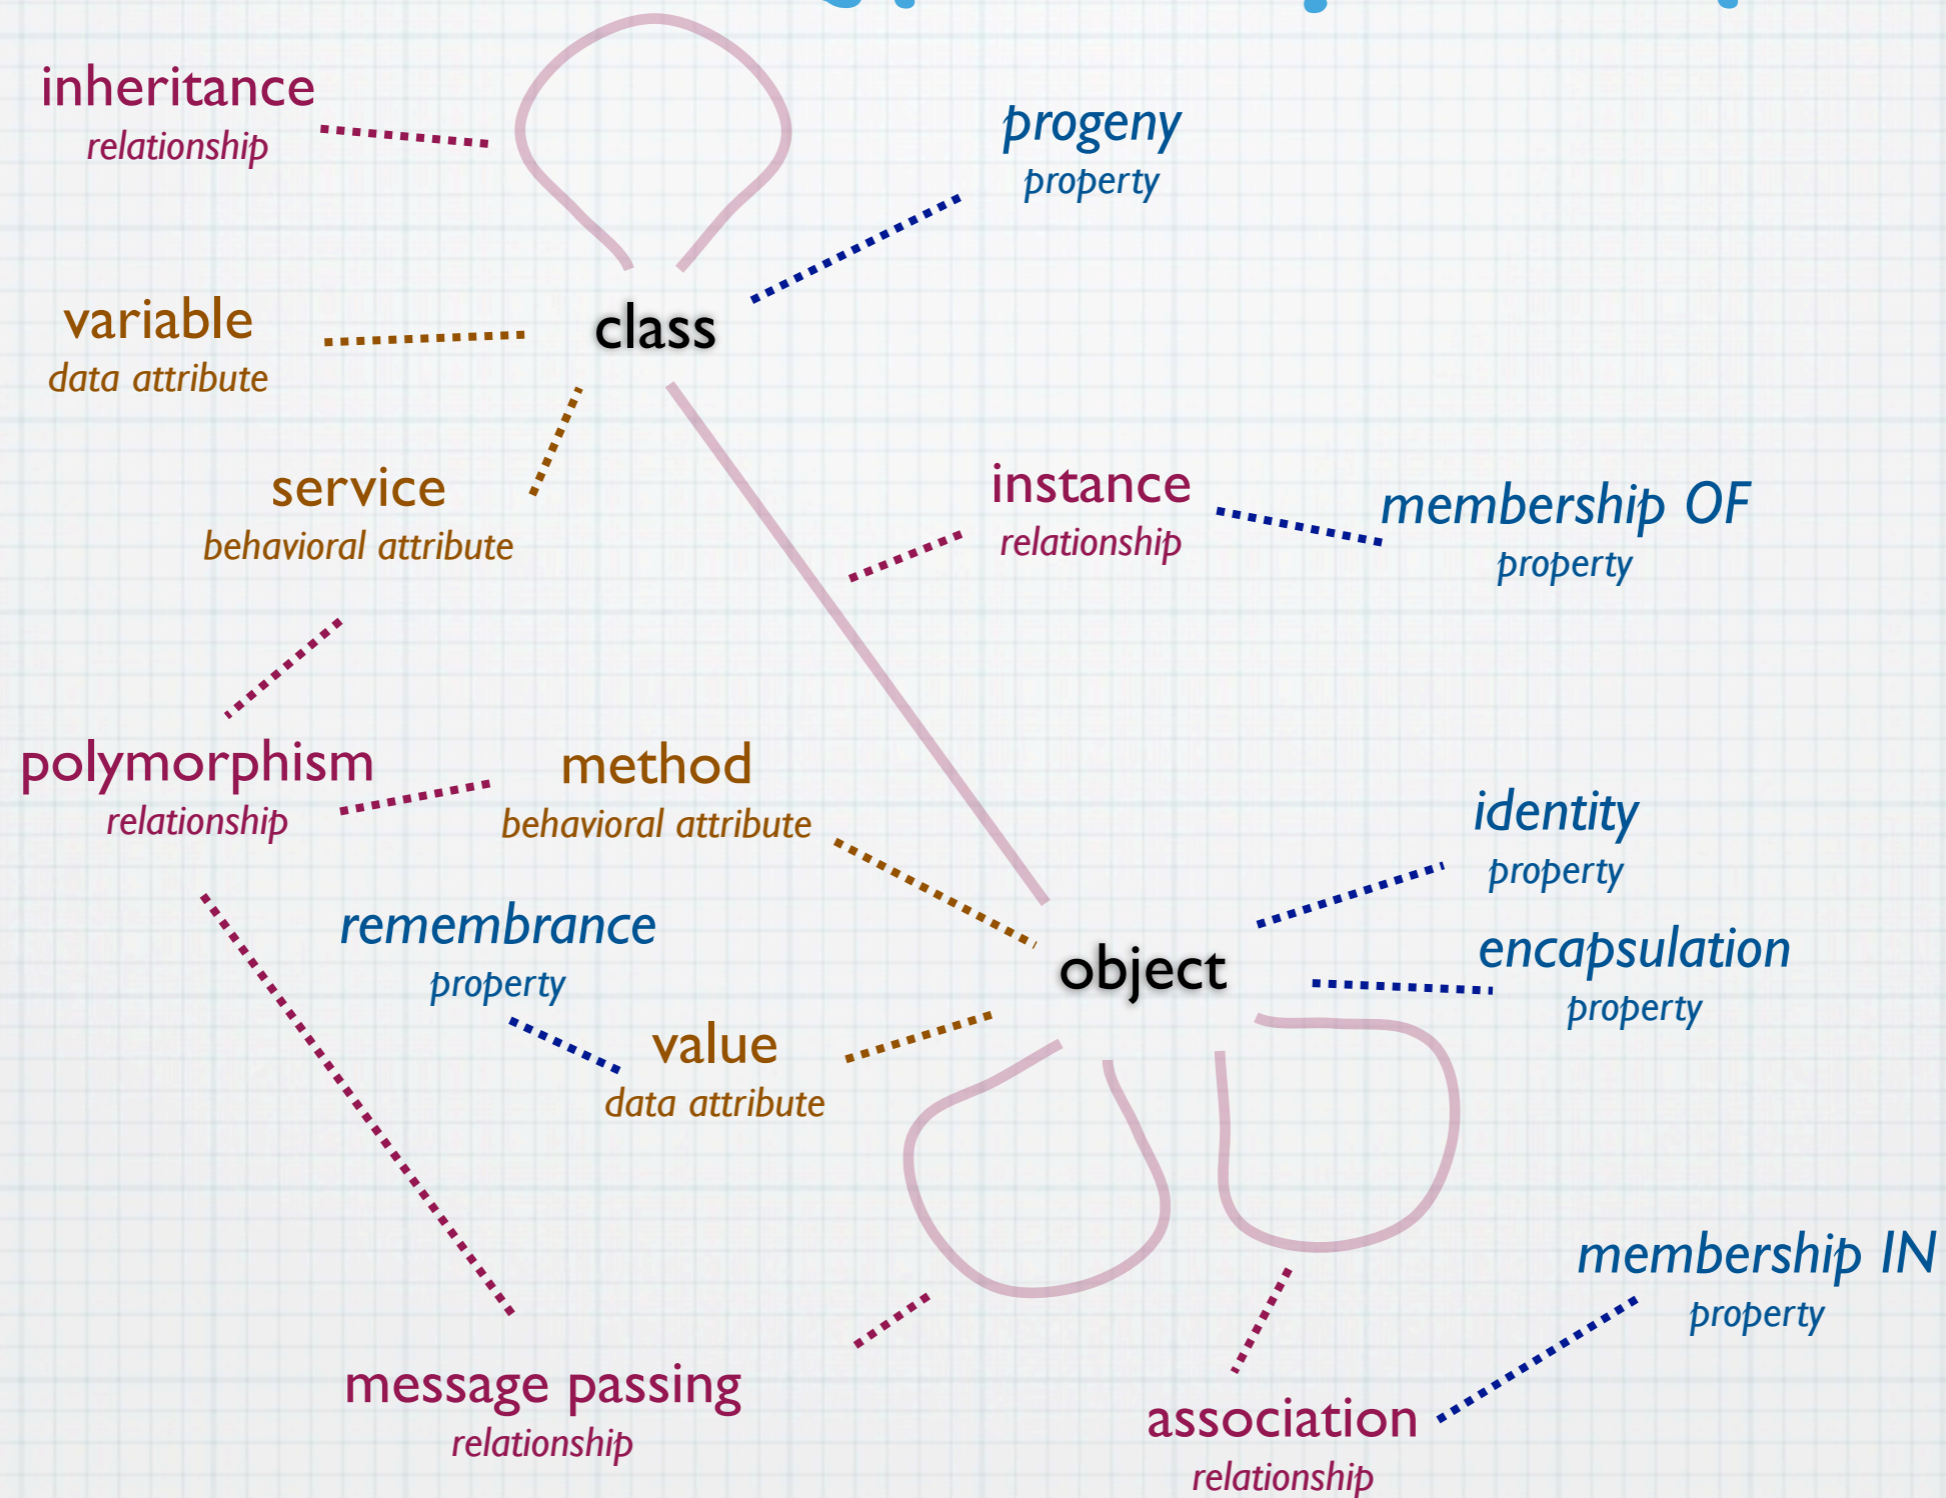 inheritance
relationship
progeny
property
variable
data attribute
class
service
behavioral attribute
instance
relationship
membership OF
property
polymorphism
relationship
method
behavioral attribute
identity
property
remembrance
property
encapsulation
property
object
value
data attribute
membership IN
property
message passing
relationship
association
relationship